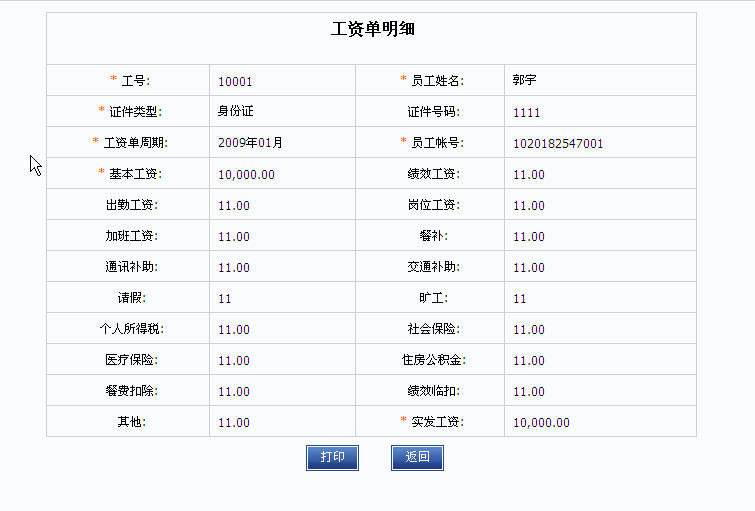 工资单明细
* 工号: 10001 * 员工姓名: 郭宇
* 证件类型: 身份证 证件号码: 1111
* 工资单周期: 2009年01月 * 员工帐号: 1020182547001
* 基本工资: 10,000.00 绩效工资: 11.00
出勤工资: 11.00 岗位工资: 11.00
加班工资: 11.00 餐补: 11.00
通讯补助: 11.00 交通补助: 11.00
请假: 11 旷工: 11
个人所得税: 11.00 社会保险: 11.00
医疗保险: 11.00 住房公积金: 11.00
餐费扣除: 11.00 绩效临扣: 11.00
其他: 11.00 * 实发工资: 10,000.00
打印 返回